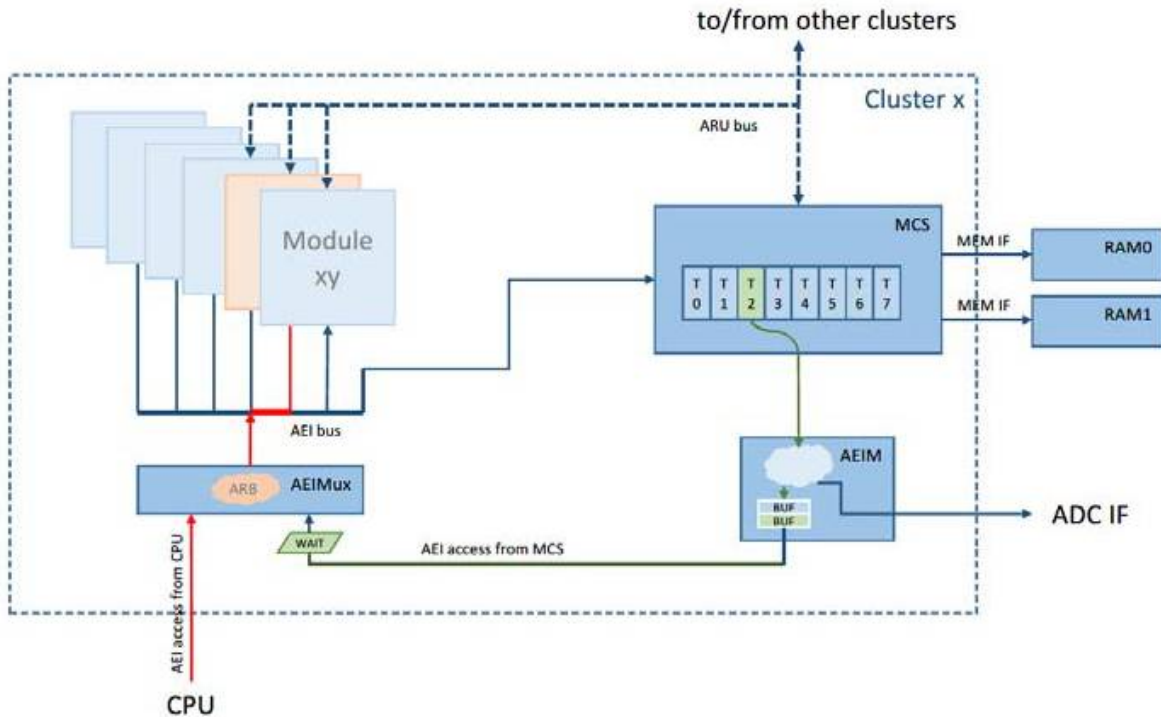 to/from other clusters
Cluster x
ARU bus
Module
xy
MCS
T T T T T T T T
0 1 2 3 4 5 6 7
MEM IF
RAM0
MEM IF
RAM1
AEI bus
ARB
AEIMux
AEIM
BUF
BUF
ADC IF
WAIT
AEI access from MCS
AEI access from CPU
CPU